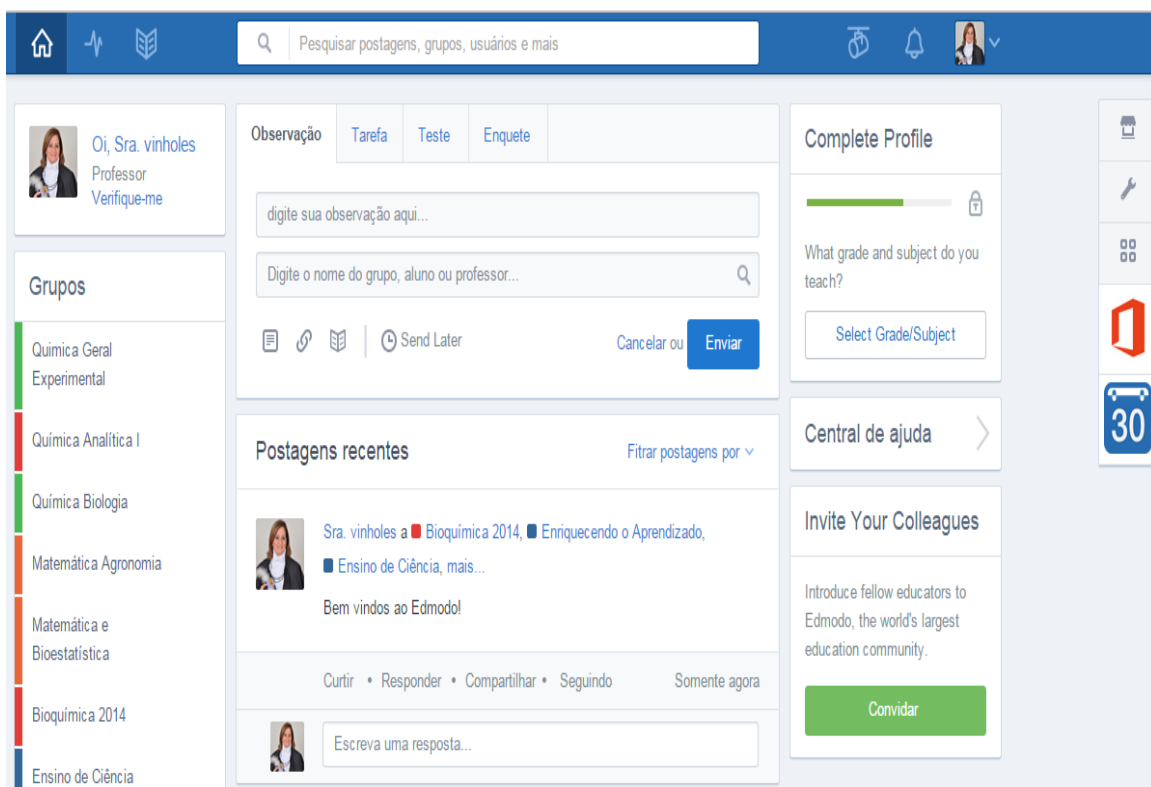 Pesquisar postagens, grupos, usuários e mais
Oi, Sra. vinholes
Professor
Verifique-me
Grupos
Quimica Geral
Experimental
Química Analítica I
Química Biologia
Matemática Agronomia
Matemática e
Bioestatística
Bioquímica 2014
Ensino de Ciência
Observação Tarefa Teste Enquete
digite sua observação aqui...
Digite o nome do grupo, aluno ou professor...
Send Later Cancelar ou Enviar
Postagens recentes Fitrar postagens por
Sra. vinholes a Bioquímica 2014, Enriquecendo o Aprendizado,
Ensino de Ciência, mais...
Bem vindos ao Edmodo!
Curtir • Responder • Compartilhar • Seguindo Somente agora
Escreva uma resposta...
Complete Profile
What grade and subject do you
teach?
Select Grade/Subject
Central de ajuda
Invite Your Colleagues
Introduce fellow educators to
Edmodo, the world's largest
education community.
Convidar
30